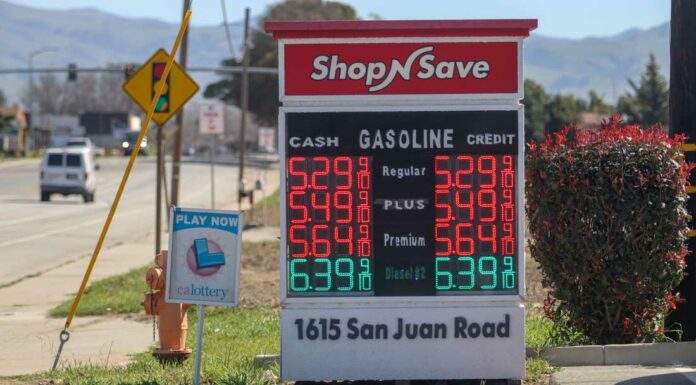 Shop N Save
CASH GASOLINE CREDIT
5.29 9/10 Regular 5.29 9/10
5.49 9/10 PLUS 5.49 9/10
5.64 9/10 Premium 5.64 9/10
6.39 9/10 Diesel #2 6.39 9/10
1615 San Juan Road
PLAY NOW
calottery